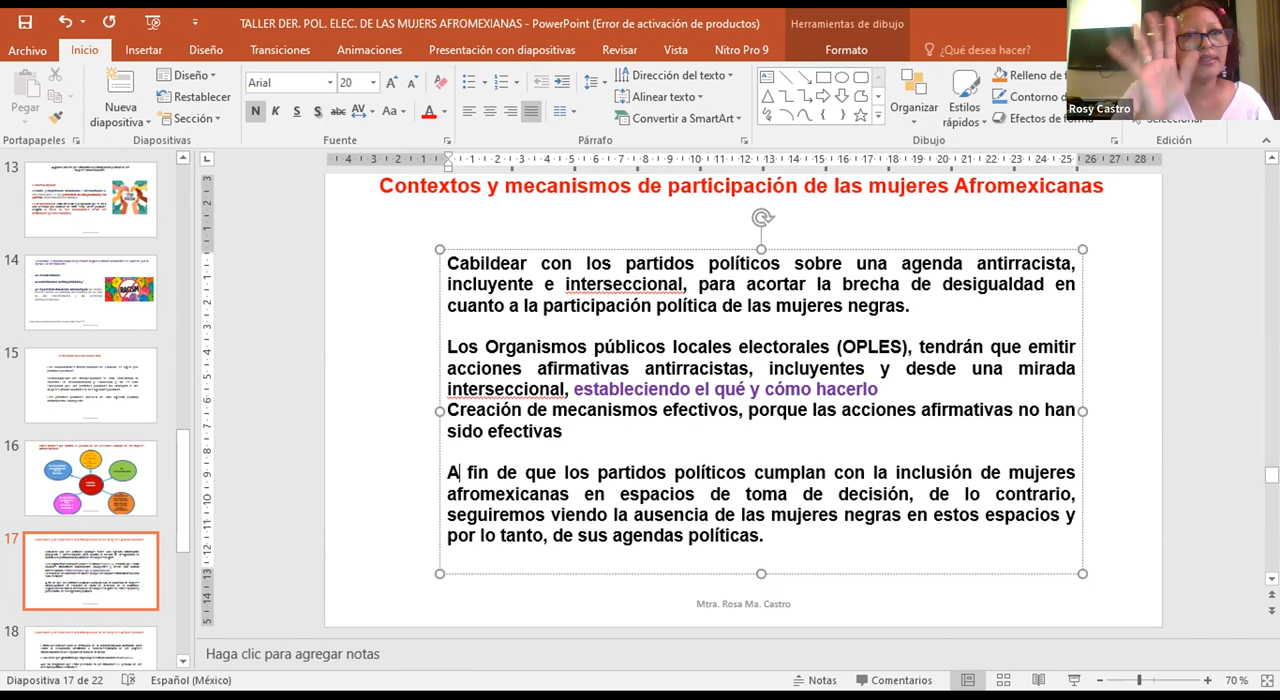 TALLER DER. POL. ELEC. DE LAS MUJERS AFROMEXIANAS - PowerPoint (Error de activación de productos)
Herramientas de dibujo
Archivo Inicio Insertar Diseño Transiciones Animaciones Presentación con diapositivas Revisar Vista Nitro Pro 9 Formato ¿Qué desea hacer?
Rosy Castro
Pegar
Nueva diapositiva
Diseño
Restablecer
Sección
Arial 20
N K S S abc AV Aa A
Dirección del texto
Alinear texto
Convertir a SmartArt
Organizar
Estilos rápidos
Relleno de
Contorno
Efectos de forma
Portapapeles Diapositivas Fuente Párrafo Dibujo Edición
13
14
15
16
17
18
Contextos y mecanismos de participación de las mujeres Afromexicanas
Cabildear con los partidos políticos sobre una agenda antirracista,
incluyente e interseccional, para acortar la brecha de desigualdad en
cuanto a la participación política de las mujeres negras.
Los Organismos públicos locales electorales (OPLES), tendrán que emitir
acciones afirmativas antirracistas, incluyentes y desde una mirada
interseccional, estableciendo el qué y cómo hacerlo
Creación de mecanismos efectivos, porque las acciones afirmativas no han
sido efectivas
A fin de que los partidos políticos cumplan con la inclusión de mujeres
afromexicanas en espacios de toma de decisión, de lo contrario,
seguiremos viendo la ausencia de las mujeres negras en estos espacios y
por lo tanto, de sus agendas políticas.
Mtra. Rosa Ma. Castro
Haga clic para agregar notas
Diapositiva 17 de 22 Español (México) Notas Comentarios 70 %